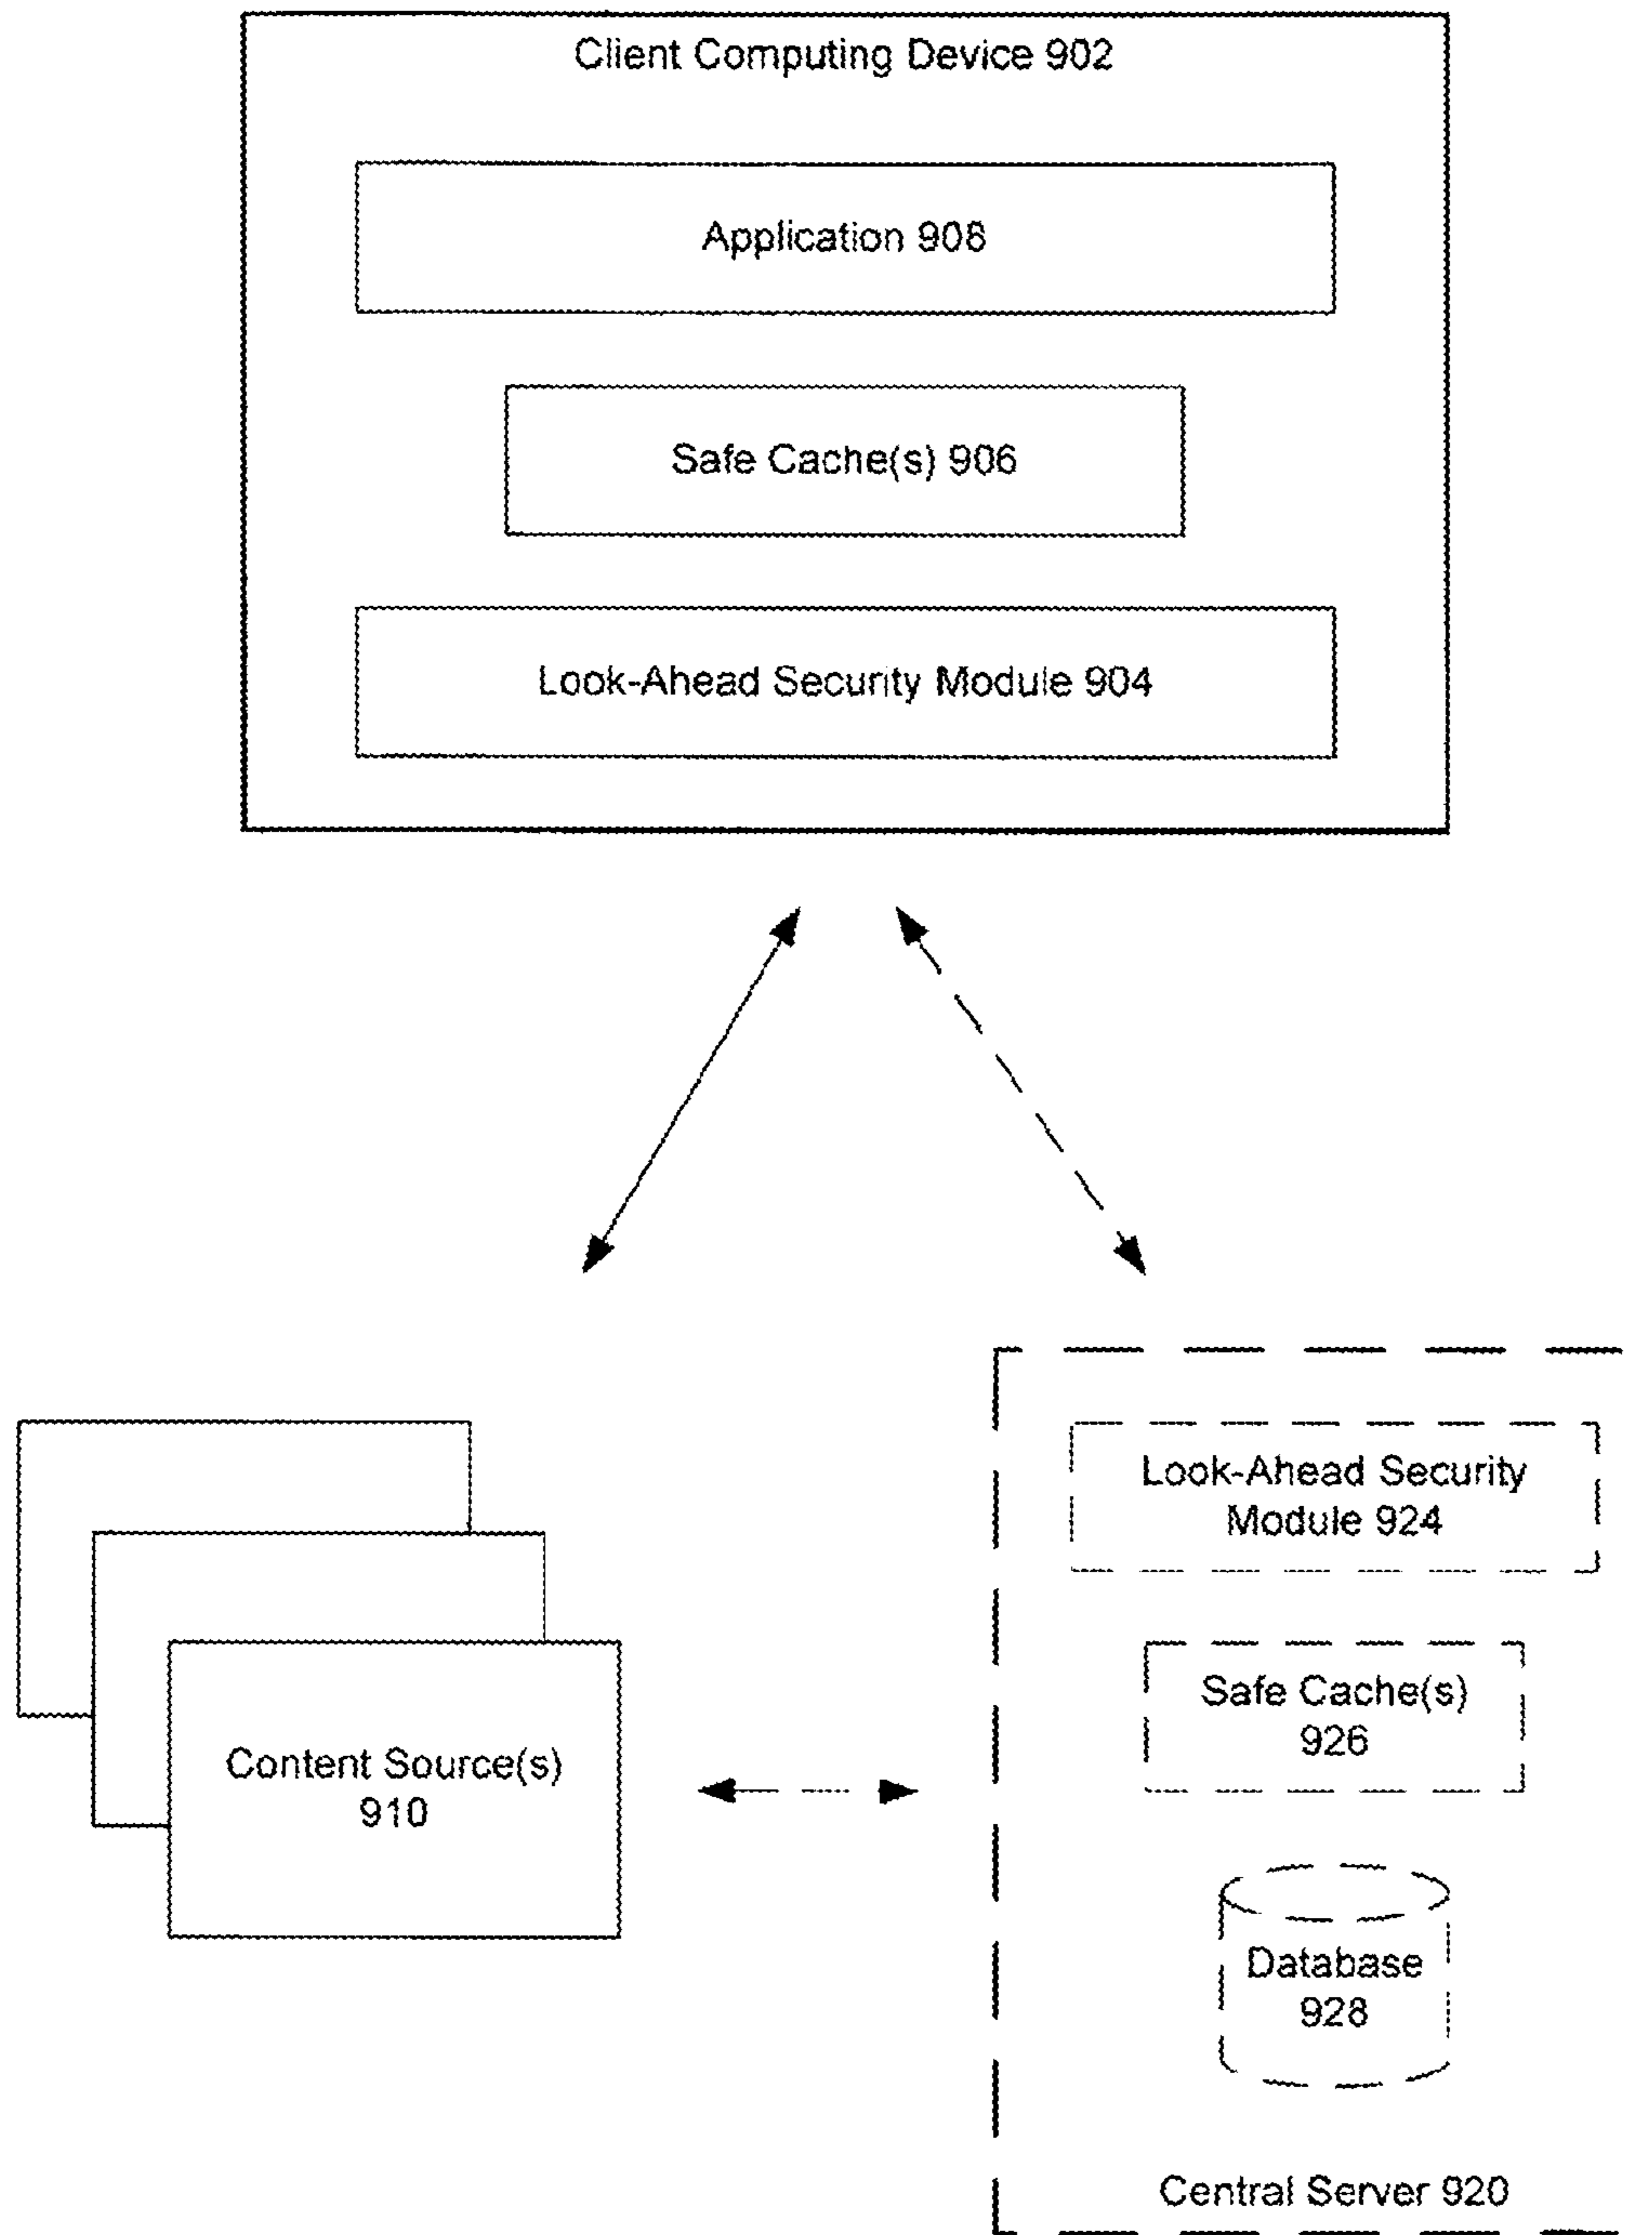 Client Computing Device 902
Application 908
Safe Cache(s) 906
Look-Ahead Security Module 904
Look-Ahead Security
Module 924
Safe Cache(s)
926
Content Source(s)
910
Database
928
Central Server 920